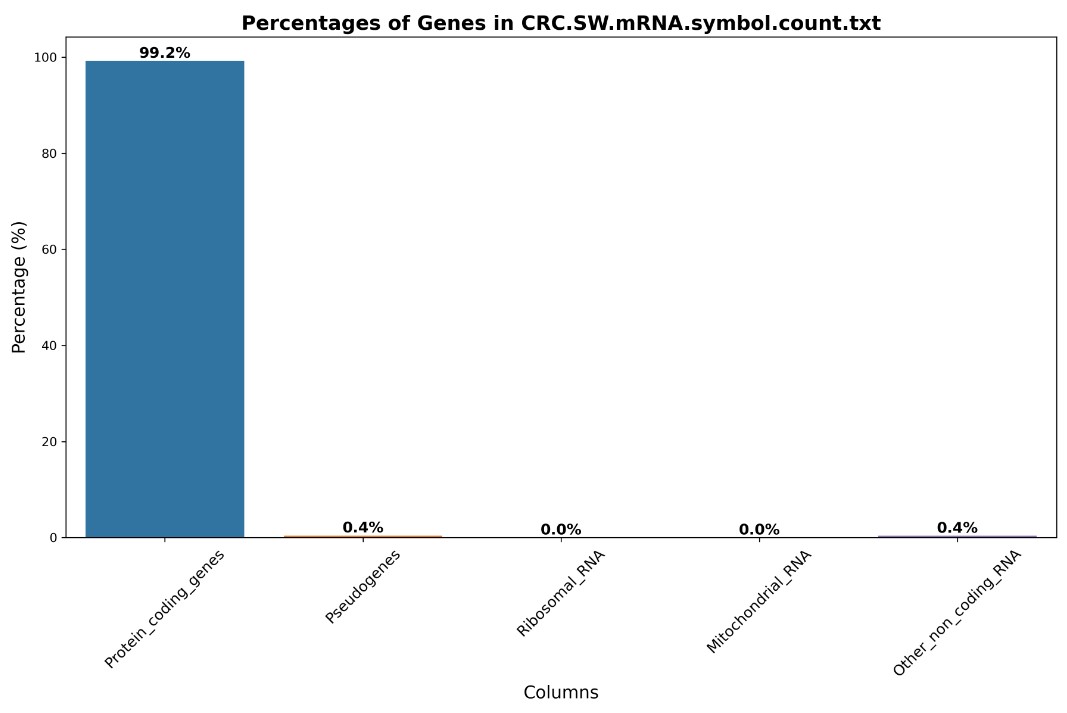 Percentages of Genes in CRC.SW.mRNA.symbol.count.txt
Percentage (%)
100
80
60
40
20
0
99.2%
0.4%
0.0%
0.0%
0.4%
Protein_coding_genes
Pseudogenes
Ribosomal_RNA
Mitochondrial_RNA
Other_non_coding_RNA
Columns